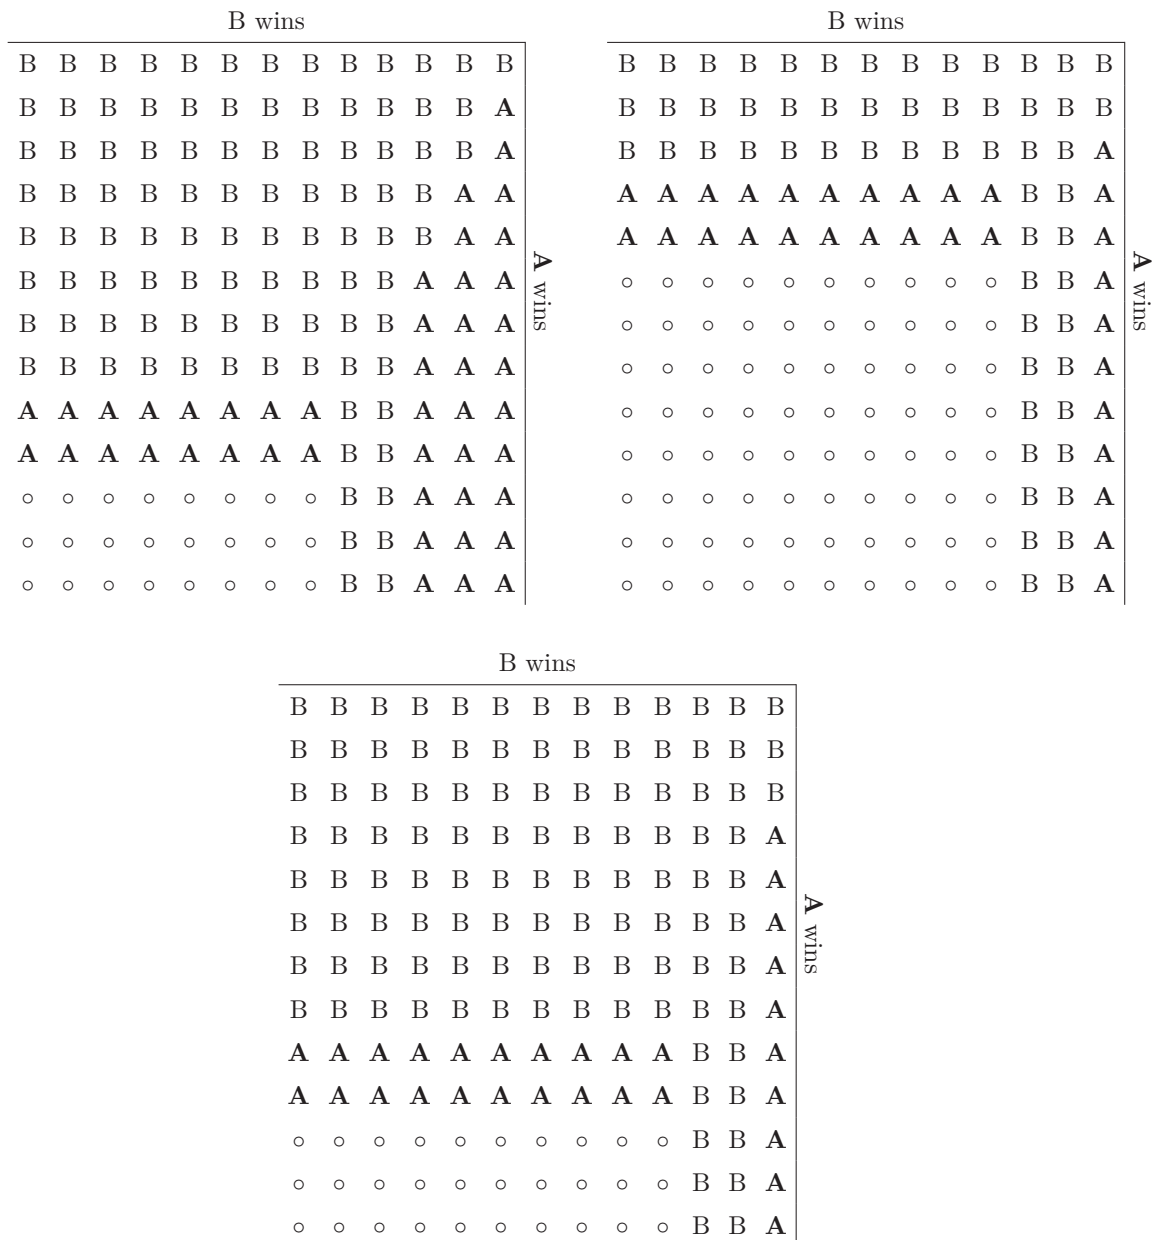 B wins
B B B B B B B B B B B B B
B B B B B B B B B B B B A
B B B B B B B B B B B B A
B B B B B B B B B B B A A
B B B B B B B B B B B A A
B B B B B B B B B B A A A
B B B B B B B B B B A A A
B B B B B B B B B B A A A
A A A A A A A A B B A A A
A A A A A A A A B B A A A
○ ○ ○ ○ ○ ○ ○ ○ B B A A A
○ ○ ○ ○ ○ ○ ○ ○ B B A A A
○ ○ ○ ○ ○ ○ ○ ○ B B A A A
A wins
B wins
B B B B B B B B B B B B B
B B B B B B B B B B B B B
B B B B B B B B B B B B A
A A A A A A A A A A B B A
A A A A A A A A A A B B A
○ ○ ○ ○ ○ ○ ○ ○ ○ ○ B B A
○ ○ ○ ○ ○ ○ ○ ○ ○ ○ B B A
○ ○ ○ ○ ○ ○ ○ ○ ○ ○ B B A
○ ○ ○ ○ ○ ○ ○ ○ ○ ○ B B A
○ ○ ○ ○ ○ ○ ○ ○ ○ ○ B B A
○ ○ ○ ○ ○ ○ ○ ○ ○ ○ B B A
○ ○ ○ ○ ○ ○ ○ ○ ○ ○ B B A
○ ○ ○ ○ ○ ○ ○ ○ ○ ○ B B A
A wins
B wins
B B B B B B B B B B B B B
B B B B B B B B B B B B B
B B B B B B B B B B B B B
B B B B B B B B B B B B A
B B B B B B B B B B B B A
B B B B B B B B B B B B A
B B B B B B B B B B B B A
B B B B B B B B B B B B A
A A A A A A A A A A B B A
A A A A A A A A A A B B A
○ ○ ○ ○ ○ ○ ○ ○ ○ ○ B B A
○ ○ ○ ○ ○ ○ ○ ○ ○ ○ B B A
○ ○ ○ ○ ○ ○ ○ ○ ○ ○ B B A
A wins